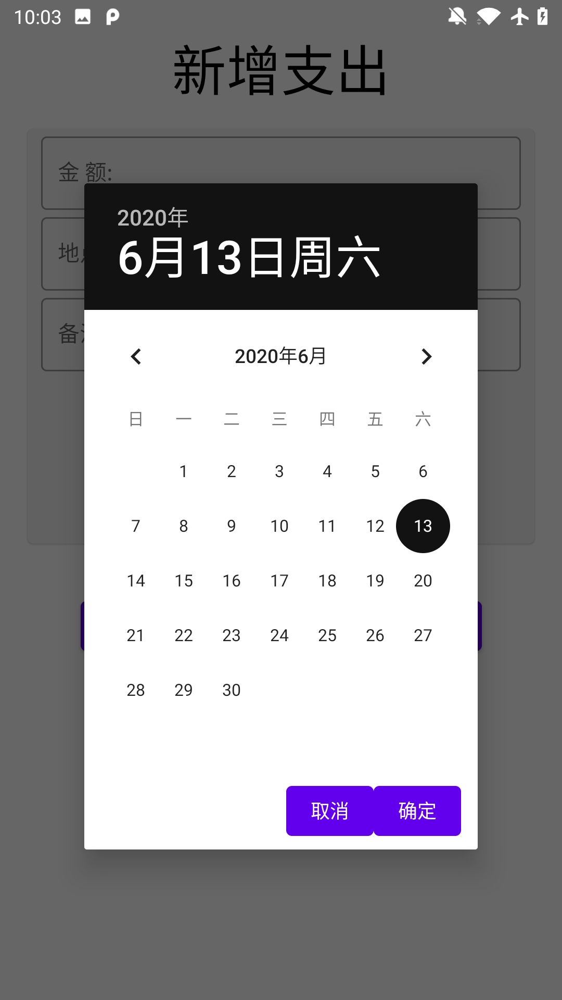 10:03
新增支出
金 额:
地
备
2020年
6月13日周六
2020年6月
日 一 二 三 四 五 六
1 2 3 4 5 6
7 8 9 10 11 12 13
14 15 16 17 18 19 20
21 22 23 24 25 26 27
28 29 30
取消 确定